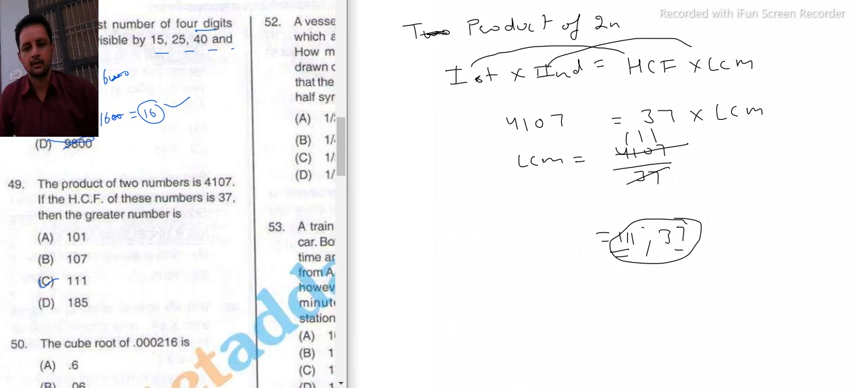 st number of four digits
visible by 15, 25, 40 and
1600 = 16
(D) 9800
49. The product of two numbers is 4107.
If the H.C.F. of these numbers is 37,
then the greater number is
(A) 101
(B) 107
(C) 111
(D) 185
50. The cube root of .000216 is
(A) .6
(B) .06
52. A vesse
which a
How m
drawn o
that the
half syr
(A) 1/
(B) 1/
(C) 1/
(D) 1/
53. A train
car. Bo
time ar
from A
howev
minut
station
(A) 1
(B) 1
(C) 1
(D) 1
etadda
Recorded with iFun Screen Recorder
Product of 2n
Ist x IInd = HCF x Lcm
4107 = 37 x Lcm
111
Lcm = 4107
37
= 111, 37